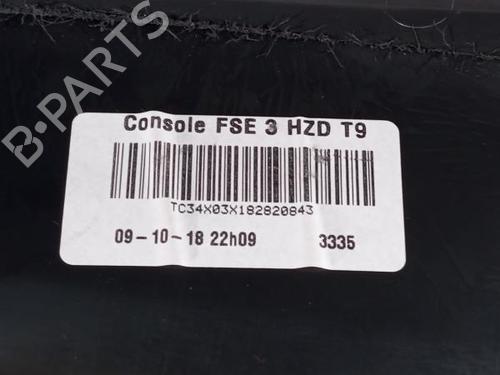 Console FSE 3 HZD T9
TC34X03X182820843
09-10-18 22h09 3335
B-PARTS